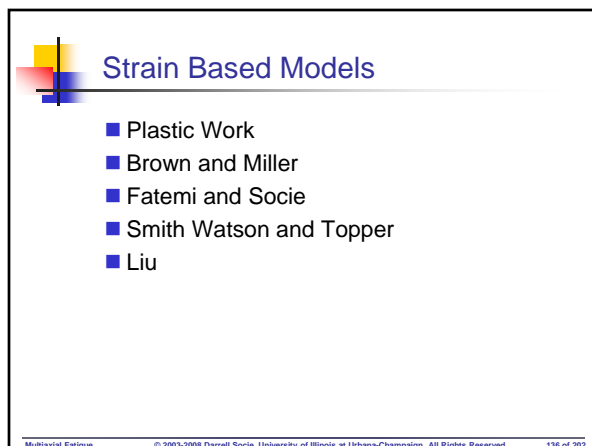 Strain Based Models
Plastic Work
Brown and Miller
Fatemi and Socie
Smith Watson and Topper
Liu
Multiaxial Fatigue © 2003-2008 Darrell Socie, University of Illinois at Urbana-Champaign, All Rights Reserved 136 of 202